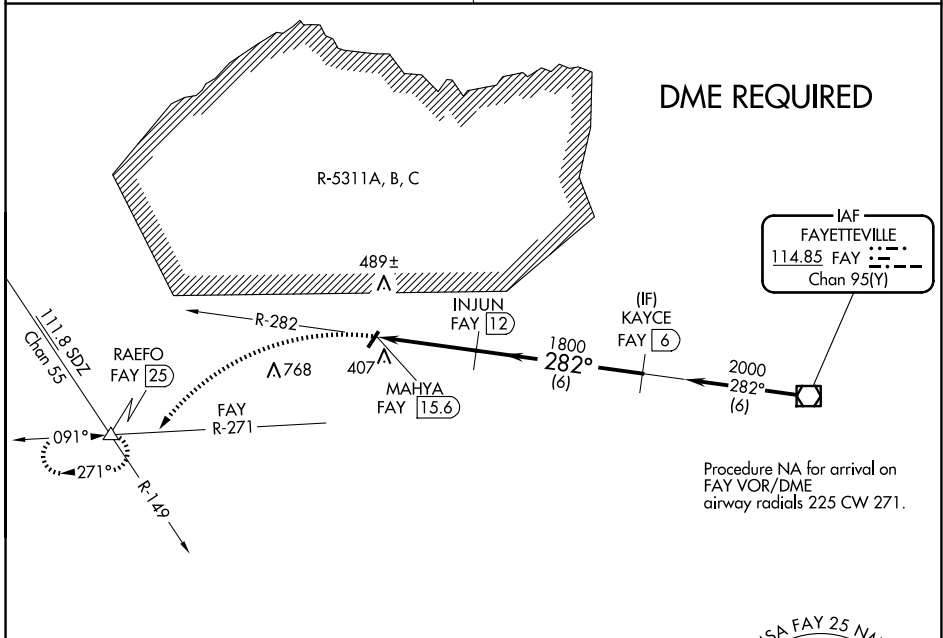 DME REQUIRED
R-5311A, B, C
IAF
FAYETTEVILLE
114.85 FAY
Chan 95(Y)
489±
INJUN
FAY 12
(IF)
KAYCE
FAY 6
R-282
1800
282°
(6)
2000
282°
(6)
111.8 SDZ
Chan 55
RAEFO
FAY 25
768
407
MAHYA
FAY 15.6
FAY
R-271
091°
271°
R-149
Procedure NA for arrival on
FAY VOR/DME
airway radials 225 CW 271.
FAY 25